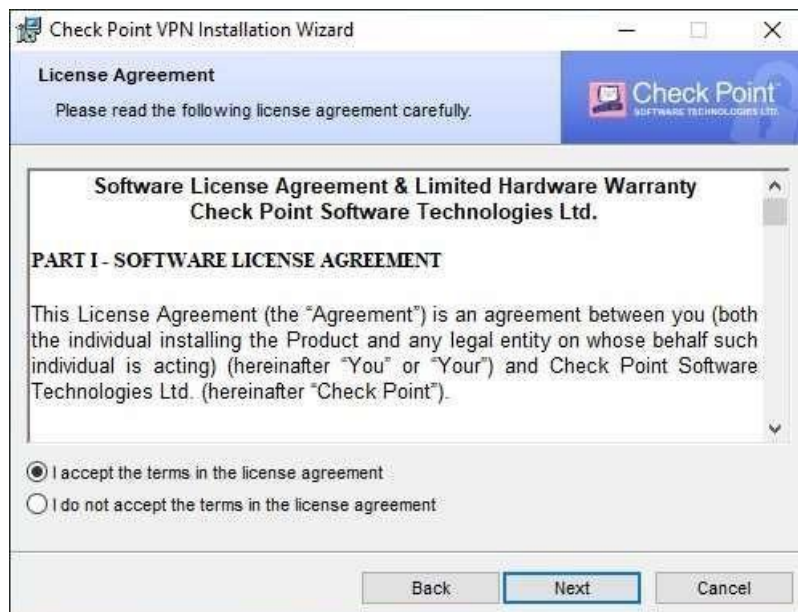 Check Point VPN Installation Wizard
License Agreement
Please read the following license agreement carefully.
Check Point
SOFTWARE TECHNOLOGIES LTD.
Software License Agreement & Limited Hardware Warranty
Check Point Software Technologies Ltd.
PART I - SOFTWARE LICENSE AGREEMENT
This License Agreement (the “Agreement”) is an agreement between you (both
the individual installing the Product and any legal entity on whose behalf such
individual is acting) (hereinafter “You” or “Your”) and Check Point Software
Technologies Ltd. (hereinafter “Check Point”).
I accept the terms in the license agreement
I do not accept the terms in the license agreement
Back
Next
Cancel